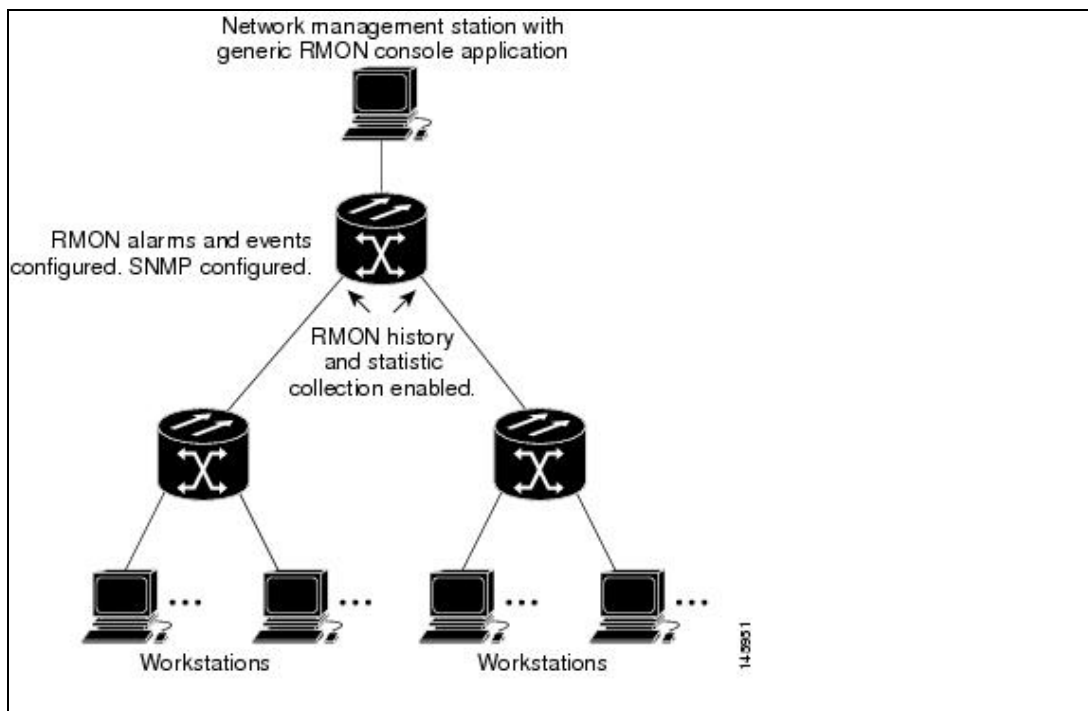 Network management station with
generic RMON console application
RMON alarms and events
configured. SNMP configured.
RMON history
and statistic
collection enabled.
Workstations
Workstations
145951